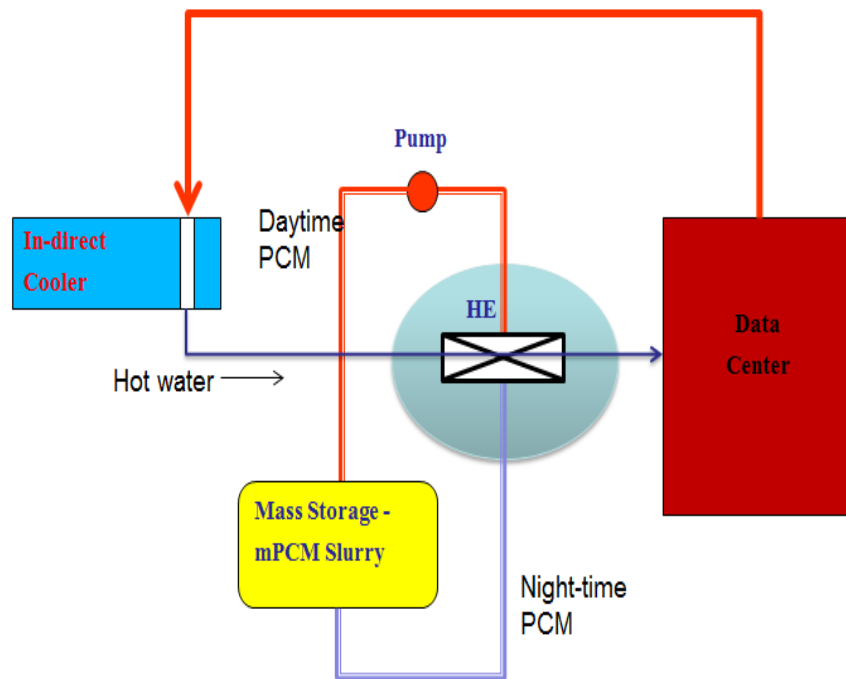 Pump
Daytime
PCM
In-direct
Cooler
HE
Data
Center
Hot water
Mass Storage -
mPCM Slurry
Night-time
PCM